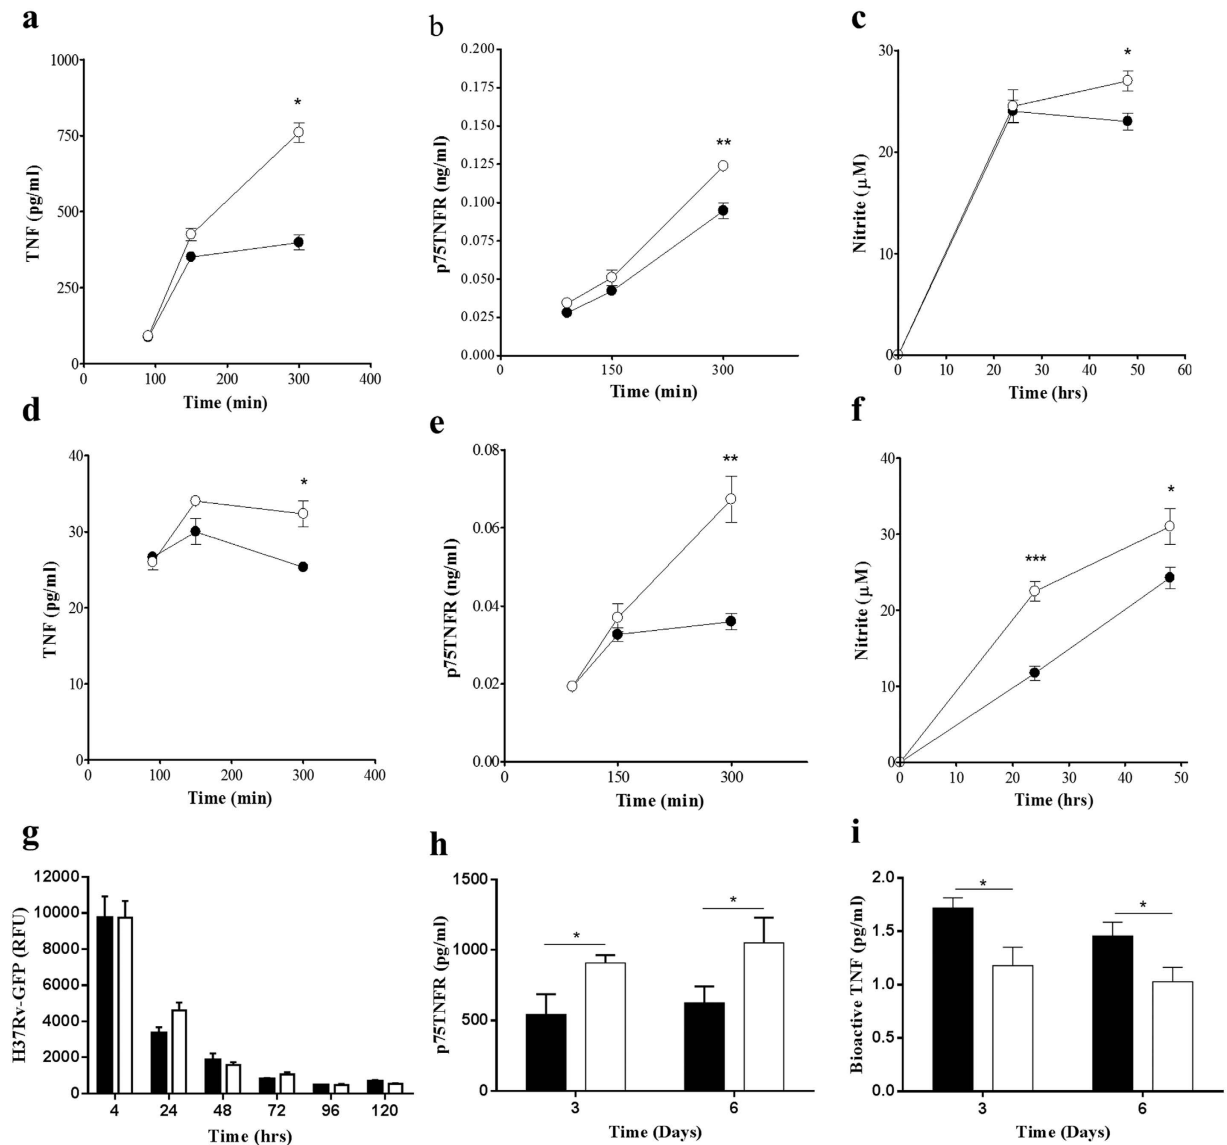 a
1000
750
500
250
0
TNF
(pg/ml)
*
0 100 200 300 400
Time (min)
b
0.200
0.175
0.150
0.125
0.100
0.075
0.050
0.025
0.000
p75TNFR (ng/ml)
**
0 150 300
Time (min)
c
30
20
10
0
Nitrite (μM)
*
0 10 20 30 40 50 60
Time (hrs)
d
40
30
20
10
0
TNF
(pg/ml)
*
0 100 200 300 400
Time (min)
e
0.08
0.06
0.04
0.02
0.00
p75TNFR (ng/ml)
**
0 150 300
Time (min)
f
40
30
20
10
0
Nitrite (μM)
***
*
0 10 20 30 40 50
Time (hrs)
g
12000
10000
8000
6000
4000
2000
0
H37Rv-GFP (RFU)
4 24 48 72 96 120
Time (hrs)
h
1500
1000
500
0
p75TNFR (pg/ml)
* *
3 6
Time (Days)
i
2.0
1.5
1.0
0.5
0.0
Bioactive TNF (pg/ml)
* *
3 6
Time (Days)